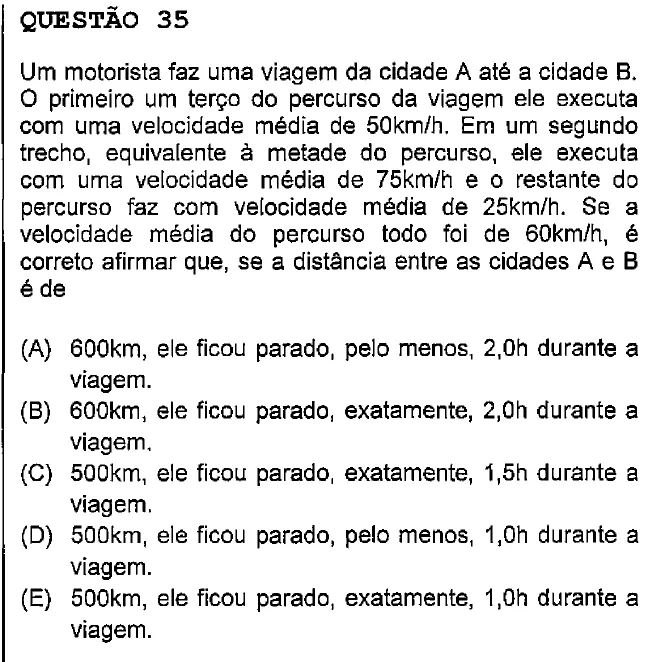 QUESTÃO 35
Um motorista faz uma viagem da cidade A até a cidade B.
O primeiro um terço do percurso da viagem ele executa
com uma velocidade média de 50km/h. Em um segundo
trecho, equivalente à metade do percurso, ele executa
com uma velocidade média de 75km/h e o restante do
percurso faz com velocidade média de 25km/h. Se a
velocidade média do percurso todo foi de 60km/h, é
correto afirmar que, se a distância entre as cidades A e B
é de
(A) 600km, ele ficou parado, pelo menos, 2,0h durante a
viagem.
(B) 600km, ele ficou parado, exatamente, 2,0h durante a
viagem.
(C) 500km, ele ficou parado, exatamente, 1,5h durante a
viagem.
(D) 500km, ele ficou parado, pelo menos, 1,0h durante a
viagem.
(E) 500km, ele ficou parado, exatamente, 1,0h durante a
viagem.